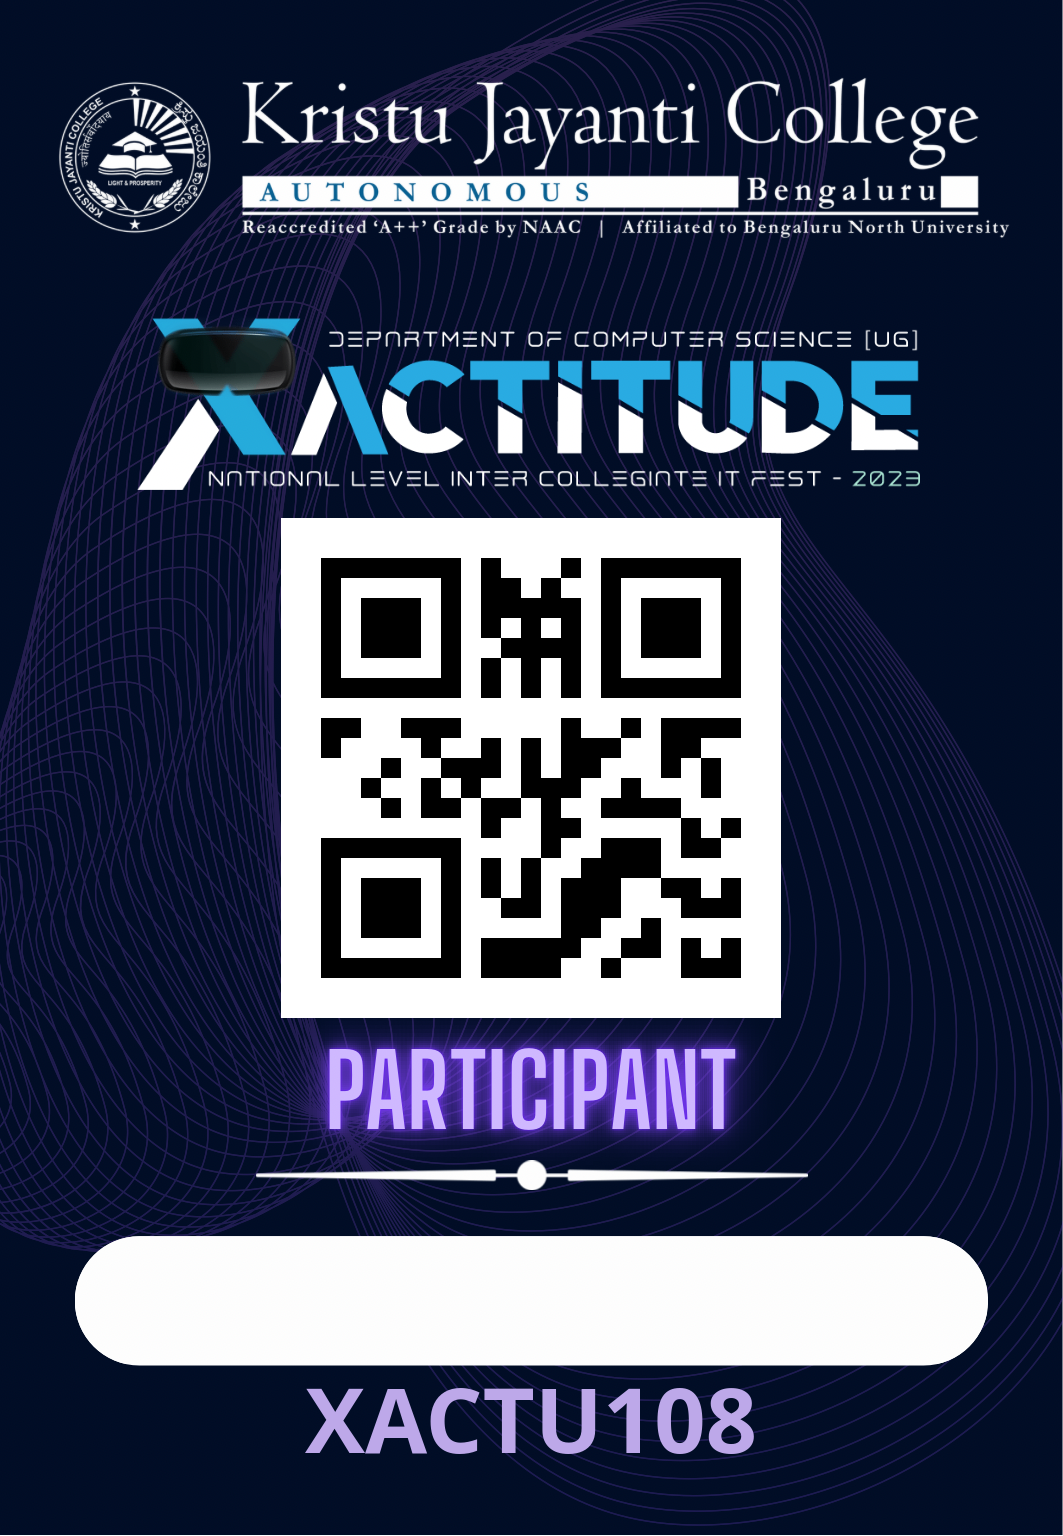 Kristu Jayanti College
AUTONOMOUS Bengaluru
Reaccredited ‘A++’ Grade by NAAC | Affiliated to Bengaluru North University
KRISTU JAYANTI COLLEGE
LIGHT & PROSPERITY
DEPARTMENT OF COMPUTER SCIENCE [UG]
XACTITUDE
NATIONAL LEVEL INTER COLLEGIATE IT FEST - 2023
PARTICIPANT
XACTU108